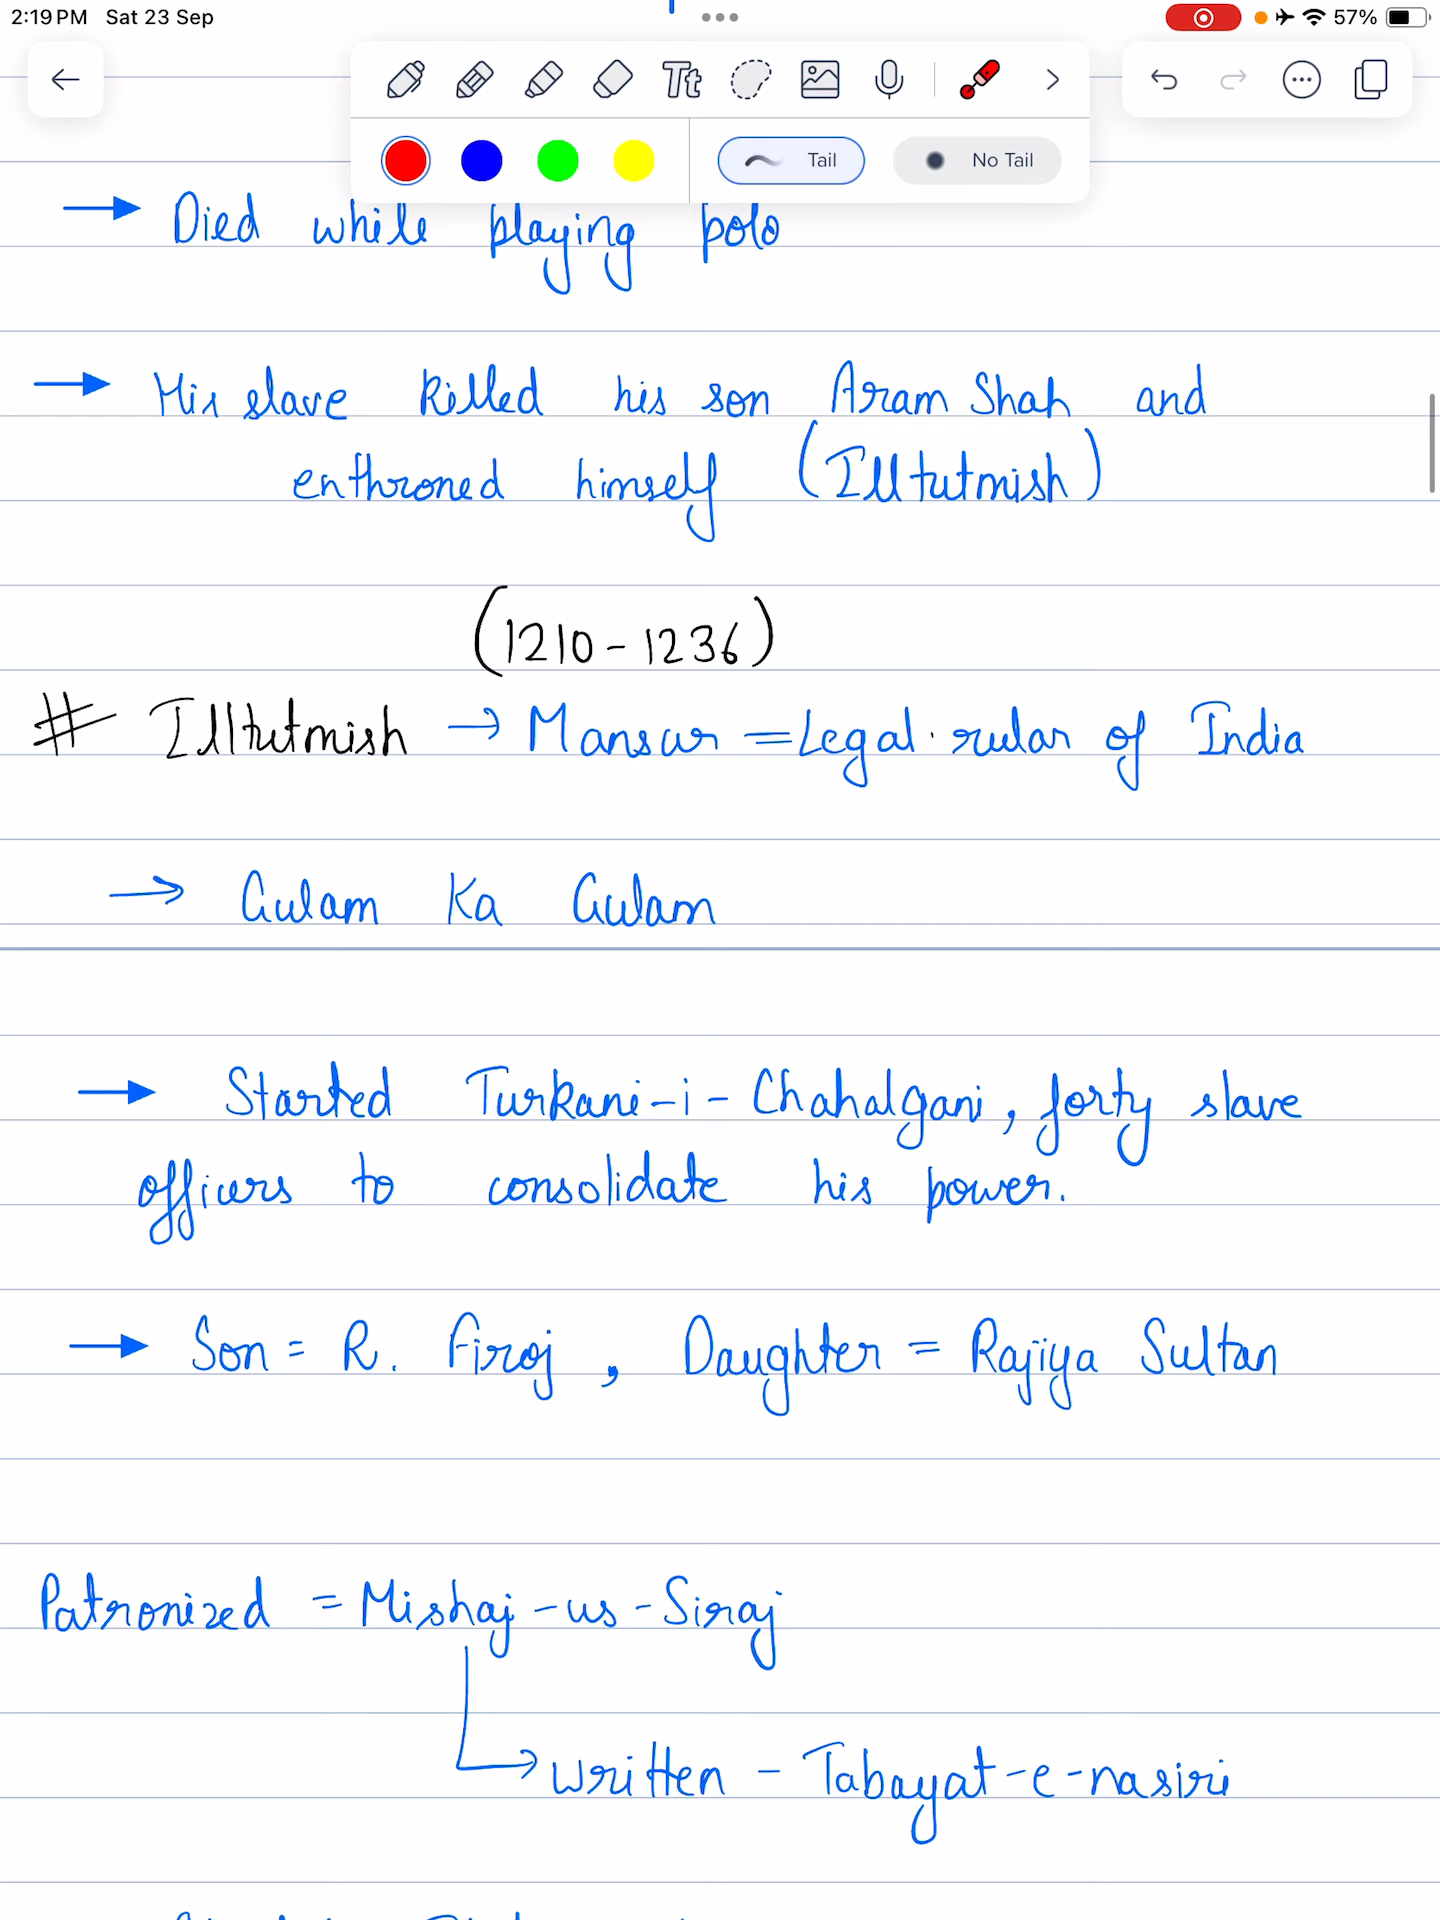 2:19 PM Sat 23 Sep
57%
Tt
Tail
No Tail
→ Died while playing polo
→ His slave killed his son Aram Shah and
enthroned himself (Illtutmish)
(1210-1236)
# Illtutmish → Mansur = Legal. rular of India
→ Gulam Ka Gulam
→ Started Turkani-i-Chahalgani, forty slave
officers to consolidate his power.
→ Son = R. Firoj, Daughter = Rajiya Sultan
Patronized = Mishaj-us-Siraj
→ written - Tabayat-e-nasiri